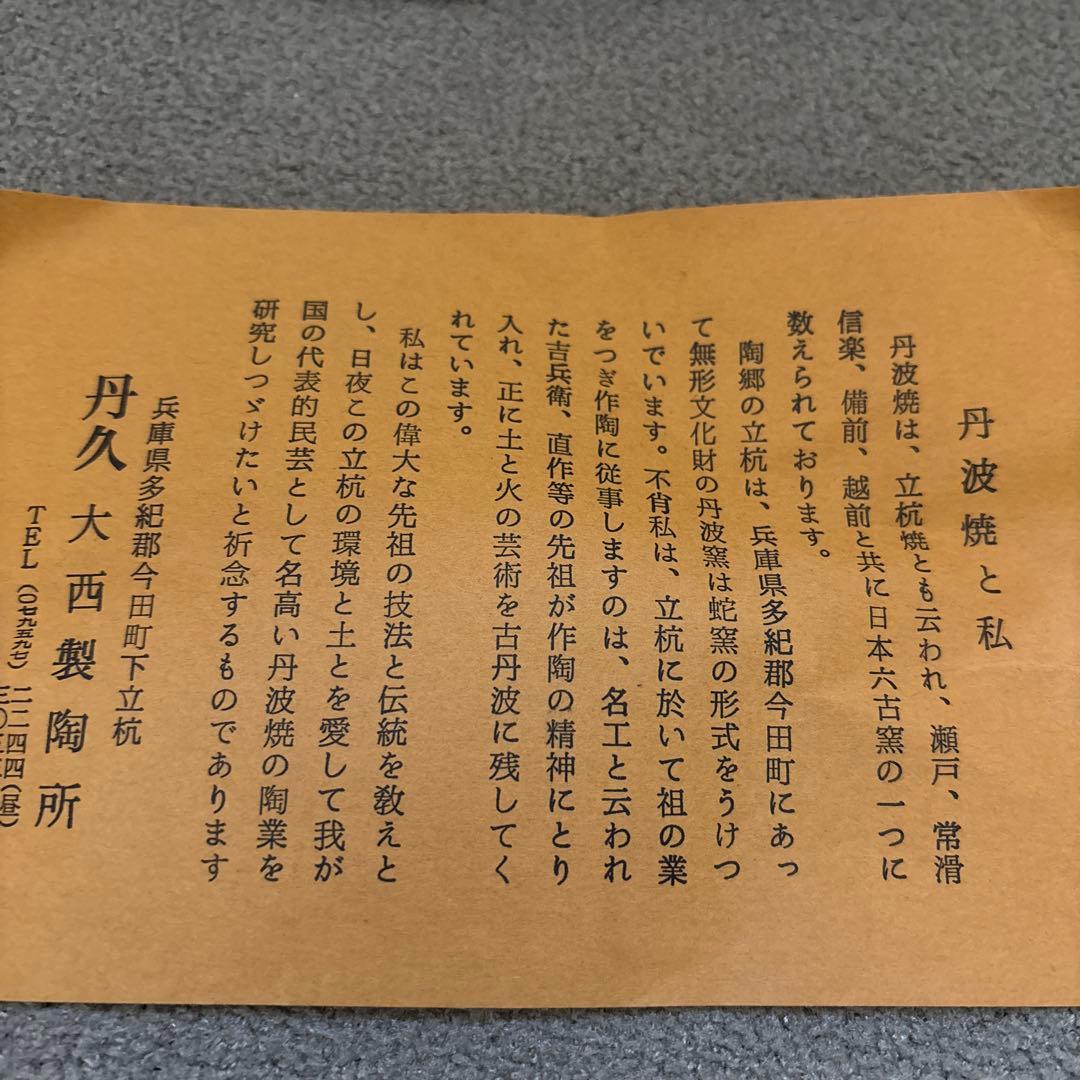 丹波焼と私
丹波焼は、立杭焼とも云われ、瀬戸、常滑
信楽、備前、越前と共に日本六古窯の一つに
数えられております。
陶郷の立杭は、兵庫県多紀郡今田町にあっ
て無形文化財の丹波窯は蛇窯の形式をうけつ
いでいます。不肖私は、立杭に於いて祖の業
をつぎ作陶に従事しますのは、名工と云われ
た吉兵衛、直作等の先祖が作陶の精神にとり
入れ、正に土と火の芸術を古丹波に残してく
れています。
私はこの偉大な先祖の技法と伝統を教えと
し、日夜この立杭の環境と土とを愛して我が
国の代表的民芸として名高い丹波焼の陶業を
研究しつゞけたいと祈念するものであります
兵庫県多紀郡今田町下立杭
丹久 大西製陶所
TEL(〇七九五九七)二二四四(昼)